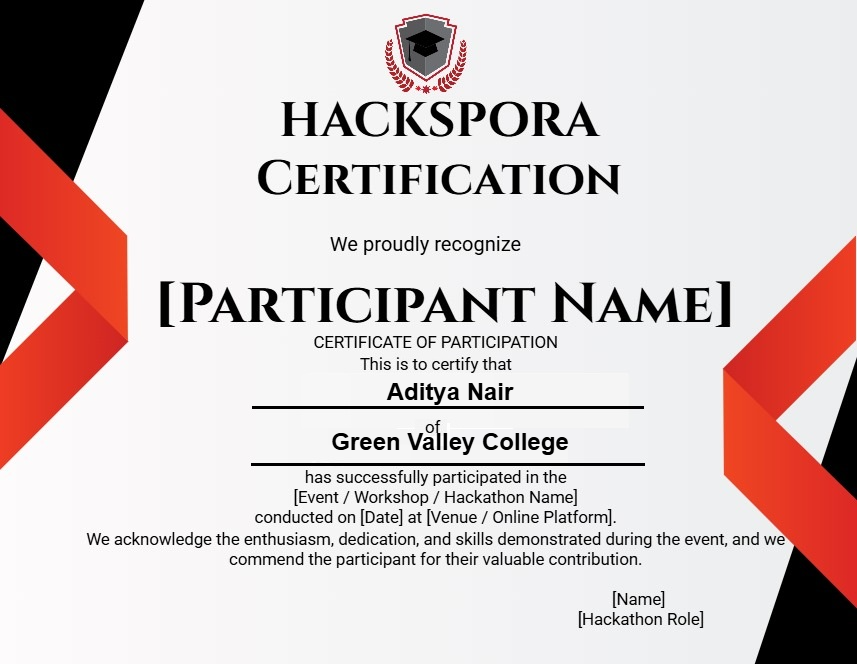 HACKSPORA
CERTIFICATION
We proudly recognize
[PARTICIPANT NAME]
CERTIFICATE OF PARTICIPATION
This is to certify that
Aditya Nair
of
Green Valley College
has successfully participated in the
[Event / Workshop / Hackathon Name]
conducted on [Date] at [Venue / Online Platform].
We acknowledge the enthusiasm, dedication, and skills demonstrated during the event, and we
commend the participant for their valuable contribution.
[Name]
[Hackathon Role]